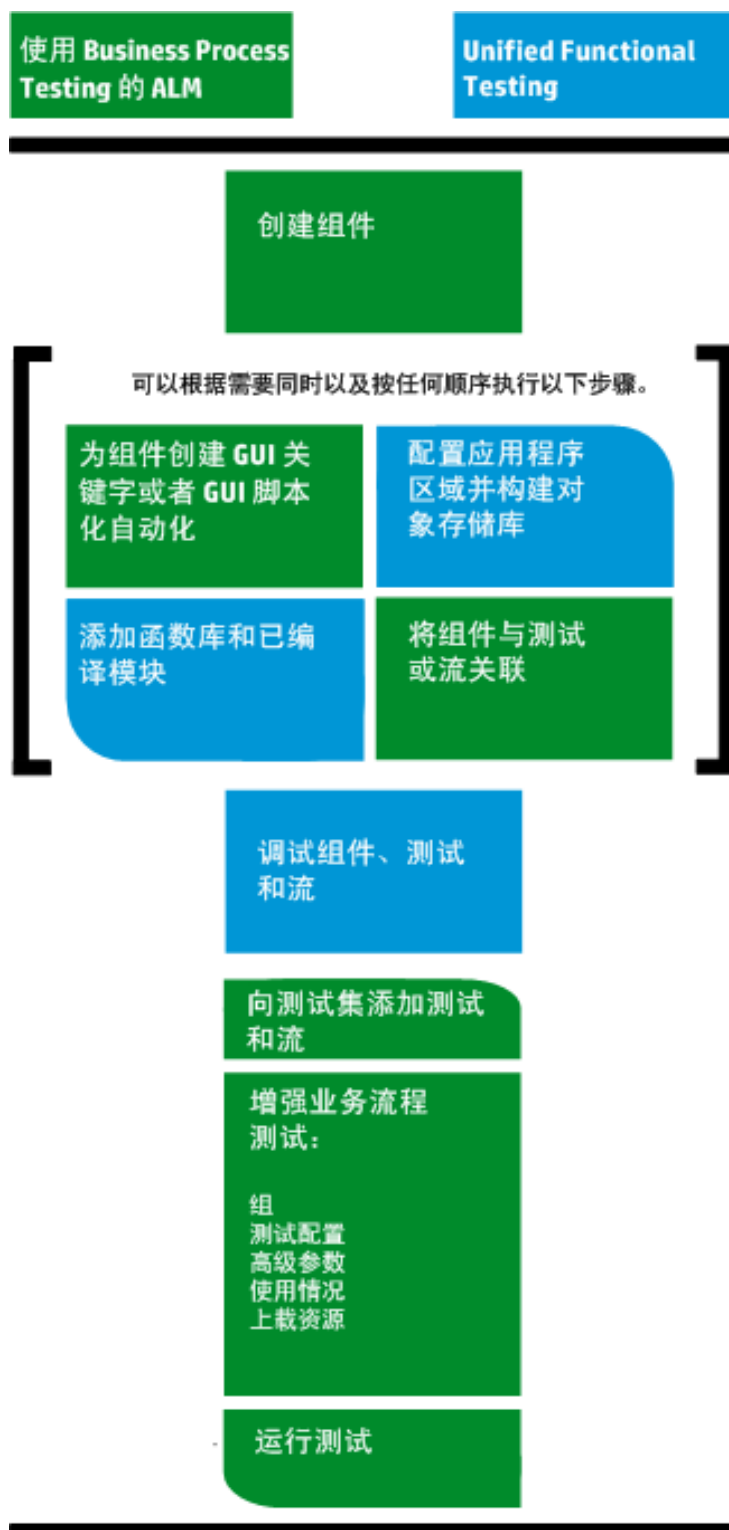 使用 Business Process
Testing 的 ALM
Unified Functional
Testing
创建组件
可以根据需要同时以及按任何顺序执行以下步骤。
为组件创建 GUI 关
键字或者 GUI 脚本
化自动化
配置应用程序
区域并构建对
象存储库
添加函数库和已编
译模块
将组件与测试
或流关联
调试组件、测试
和流
向测试集添加测试
和流
增强业务流程
测试：
组
测试配置
高级参数
使用情况
上载资源
运行测试